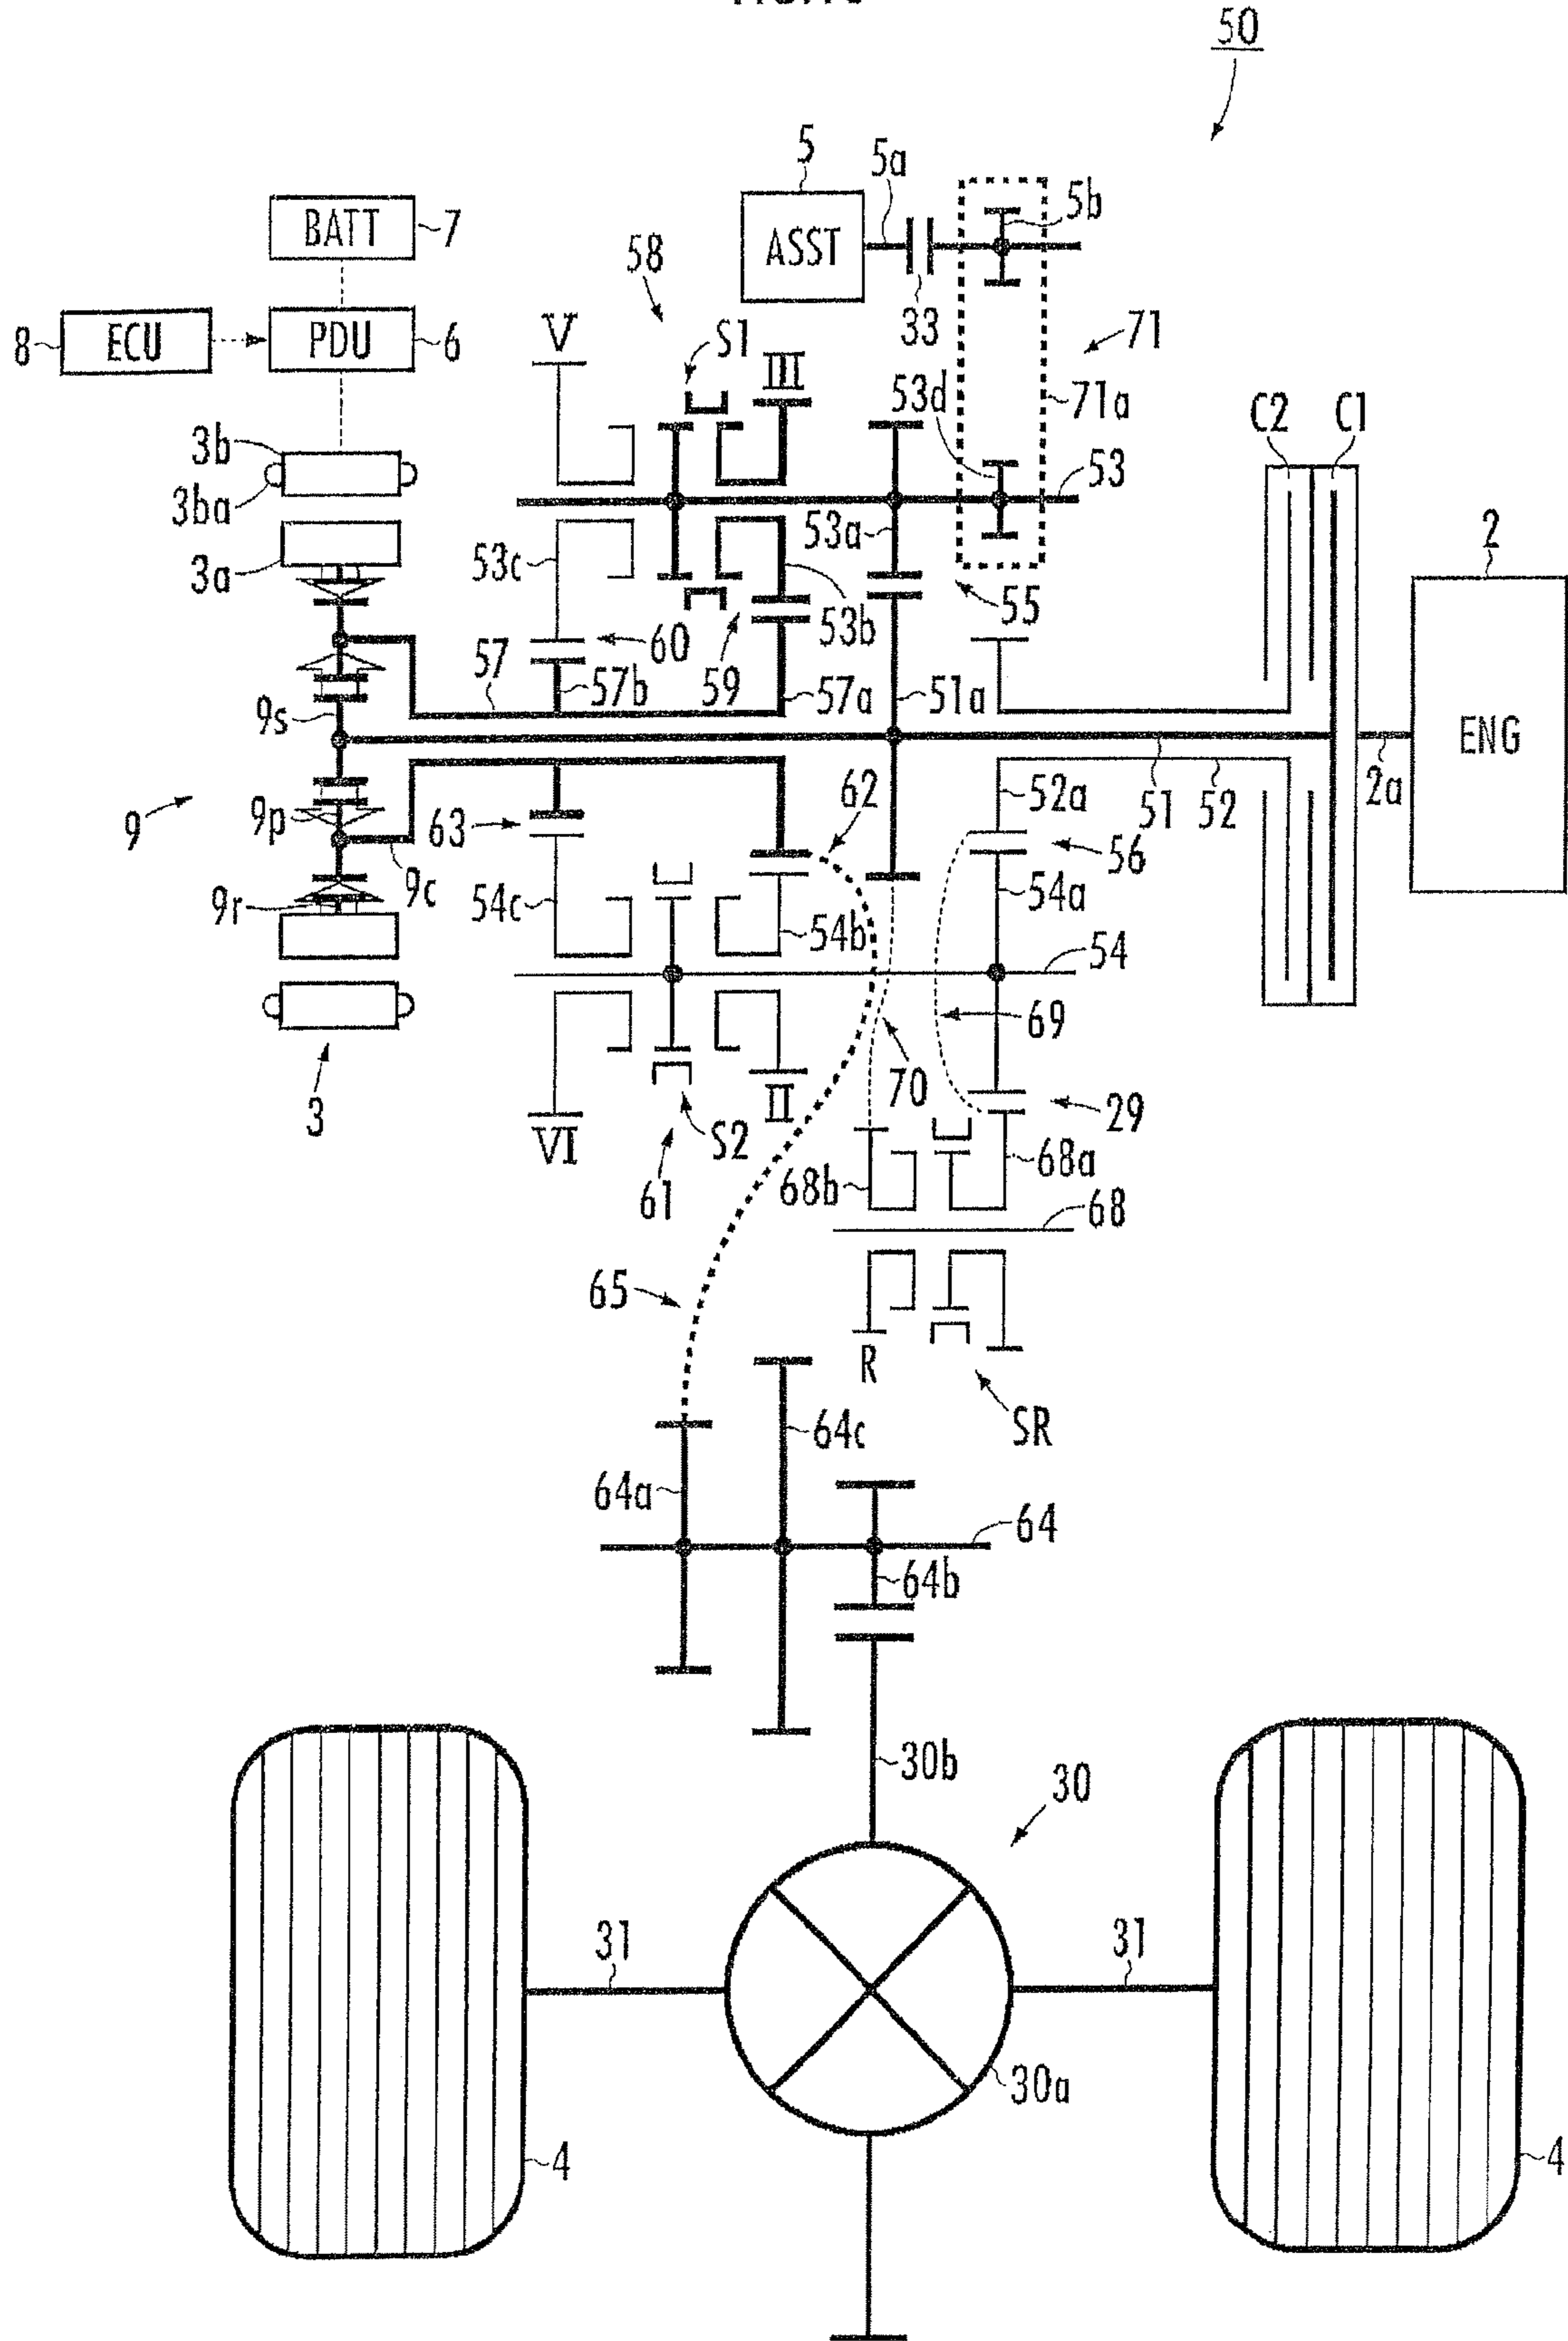 50
5
5a
5b
BATT
7
ASST
58
33
8
ECU
PDU
6
V
S1
III
71
53d
71a
C2
C1
3b
3ba
53
53a
2
3a
53c
55
60
53b
57
57b
59
57a
51a
9s
ENG
9
9p
63
62
52a
51
52
2a
56
9c
9r
54c
54b
54a
54
69
3
70
29
VI
S2
II
61
68b
68a
68
65
R
SR
64c
64a
64
64b
30b
30
31
31
30a
4
4